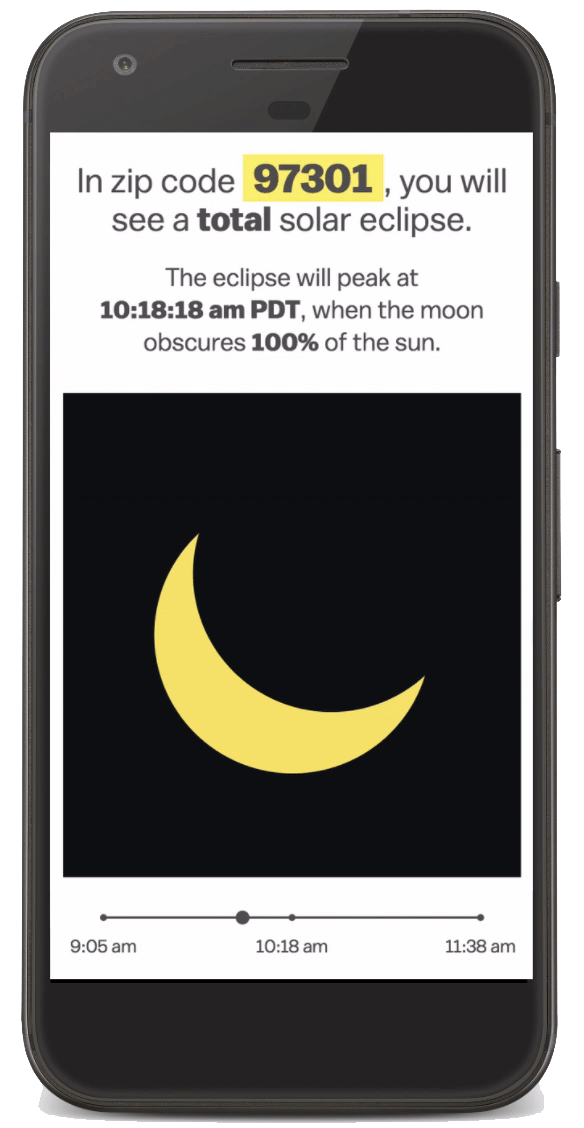 In zip code 97301, you will
see a total solar eclipse.
The eclipse will peak at
10:18:18 am PDT, when the moon
obscures 100% of the sun.
9:05 am 10:18 am 11:38 am